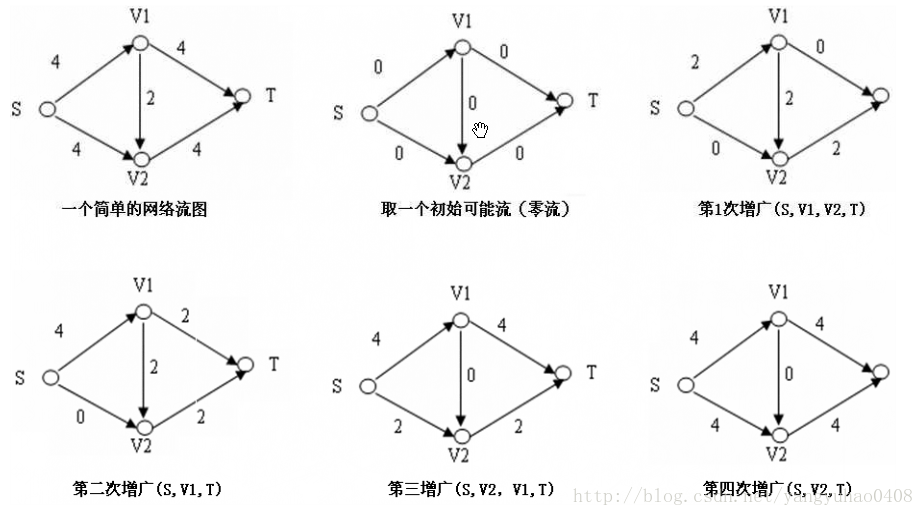 V1 V1 V1
4 4 0 0 2 0
S 2 T S 0 T S 2
4 4 0 0 0 2
V2 V2 V2
一个简单的网络流图 取一个初始可能流(零流) 第1次增广(S,V1,V2,T)
V1 V1 V1
4 2 4 4 4 4
S 2 T S 0 T S 0
0 2 2 2 4 4
V2 V2 V2
第二次增广(S,V1,T) 第三增广(S,V2, V1,T) 第四次增广(S,V2,T)
http://blog.csdn.net/yangyuhao0408